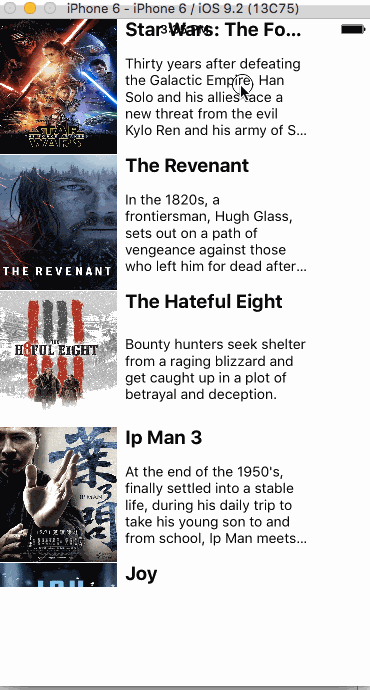 iPhone 6 - iPhone 6 / iOS 9.2 (13C75)
Star Wars: The Fo...
Thirty years after defeating
the Galactic Empire, Han
Solo and his allies face a
new threat from the evil
Kylo Ren and his army of S...
STAR
WARS
The Revenant
In the 1820s, a
frontiersman, Hugh Glass,
sets out on a path of
vengeance against those
who left him for dead after...
THE REVENANT
The Hateful Eight
THE
H8FUL EIGHT
Bounty hunters seek shelter
from a raging blizzard and
get caught up in a plot of
betrayal and deception.
Ip Man 3
At the end of the 1950's,
finally settled into a stable
life, during his daily trip to
take his young son to and
from school, Ip Man meets...
葉問
IP MAN
Joy